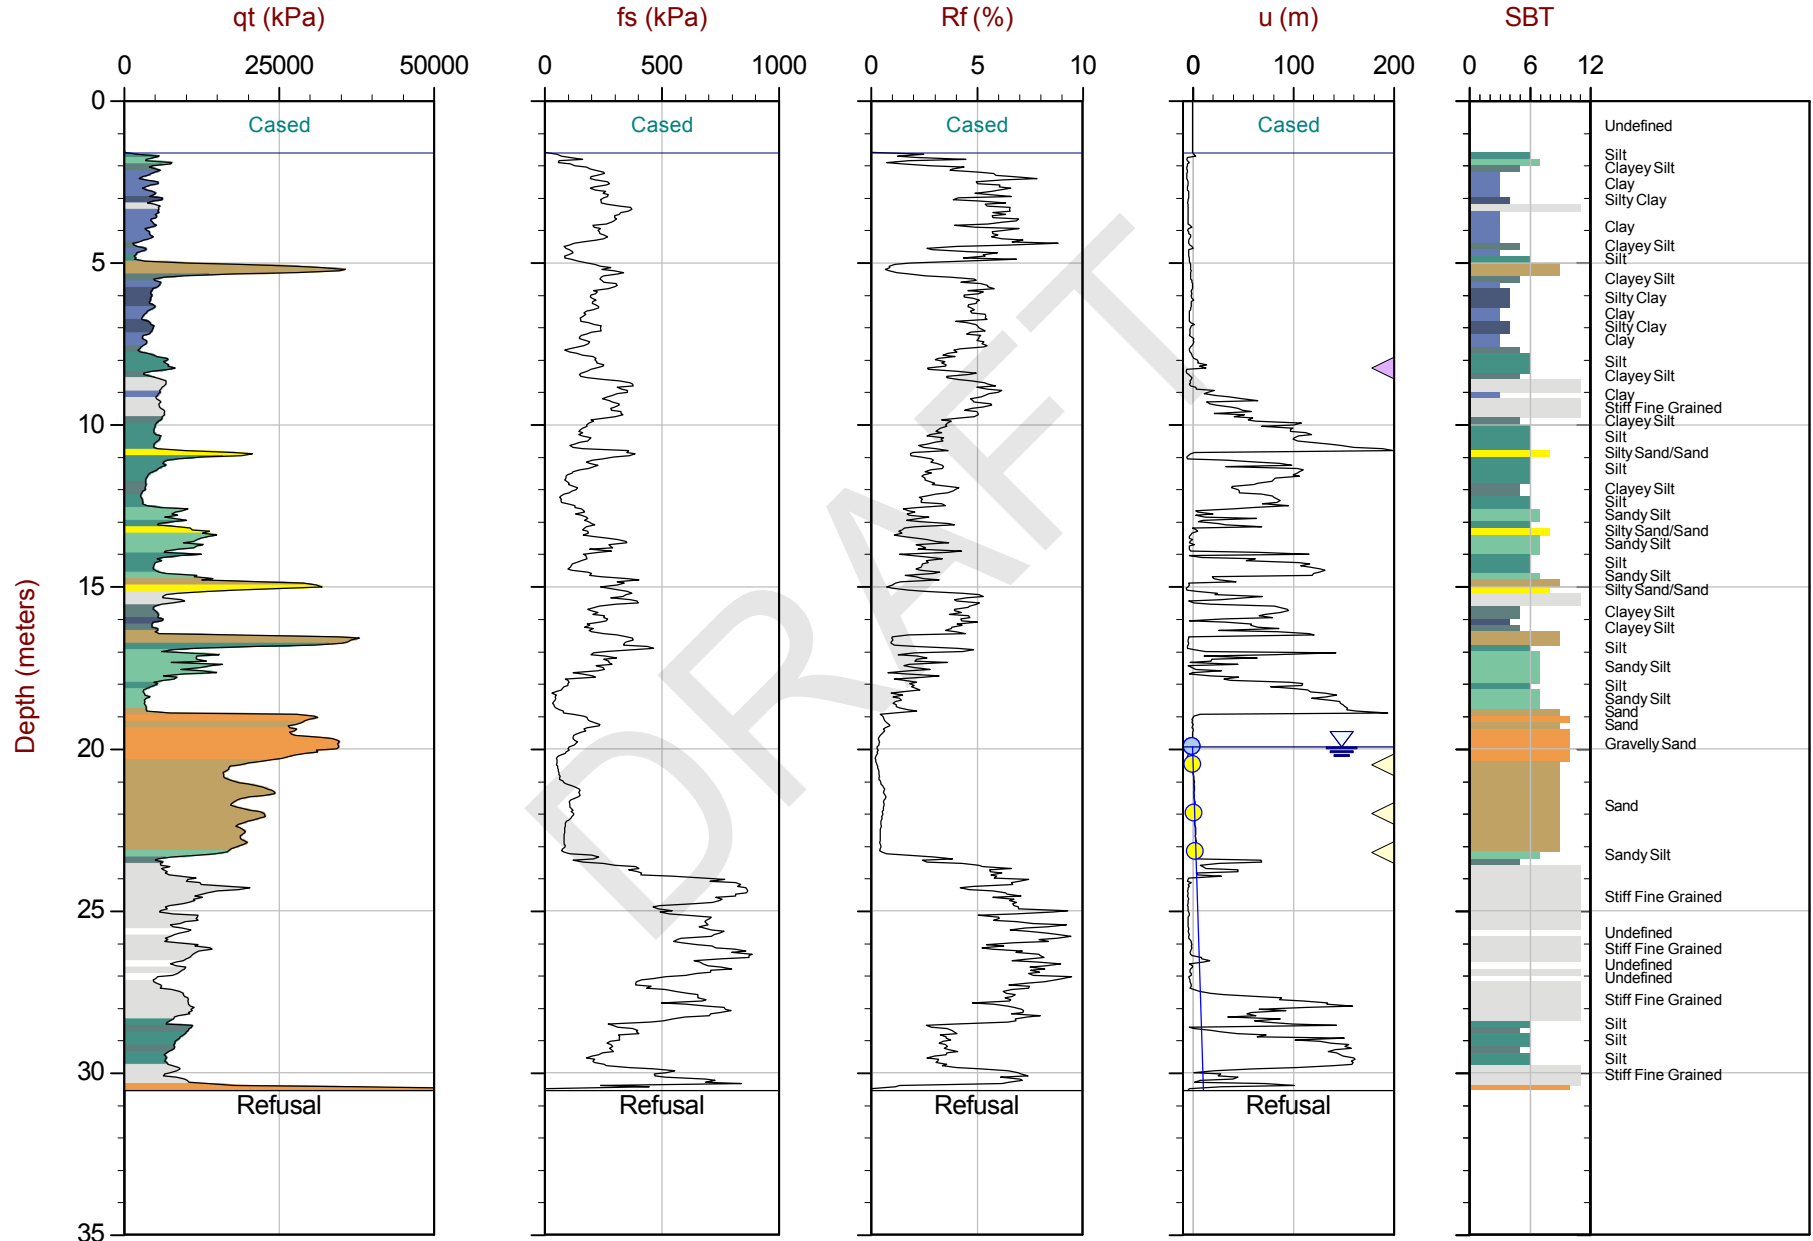 qt (kPa) fs (kPa) Rf (%) u (m) SBT
0 25000 50000 0 500 1000 0 5 10 0 100 200 0 6 12
0
Cased Cased Cased Cased
Undefined
Silt
Clayey Silt
Clay
Silty Clay
Clay
Clayey Silt
Silt
5
Clayey Silt
Silty Clay
Clay
Silty Clay
Clay
Silt
Clayey Silt
Clay
Stiff Fine Grained
Clayey Silt
10
Silt
Silty Sand/Sand
Silt
Clayey Silt
Silt
Sandy Silt
Silty Sand/Sand
Sandy Silt
Silt
Sandy Silt
15
Silty Sand/Sand
Clayey Silt
Clayey Silt
Silt
Sandy Silt
Silt
Sandy Silt
Sand
Sand
Gravelly Sand
20
Sand
Sandy Silt
Stiff Fine Grained
25
Undefined
Stiff Fine Grained
Undefined
Undefined
Stiff Fine Grained
Silt
Silt
Silt
30
Stiff Fine Grained
Refusal Refusal Refusal Refusal
35
Depth (meters)
DRAFT